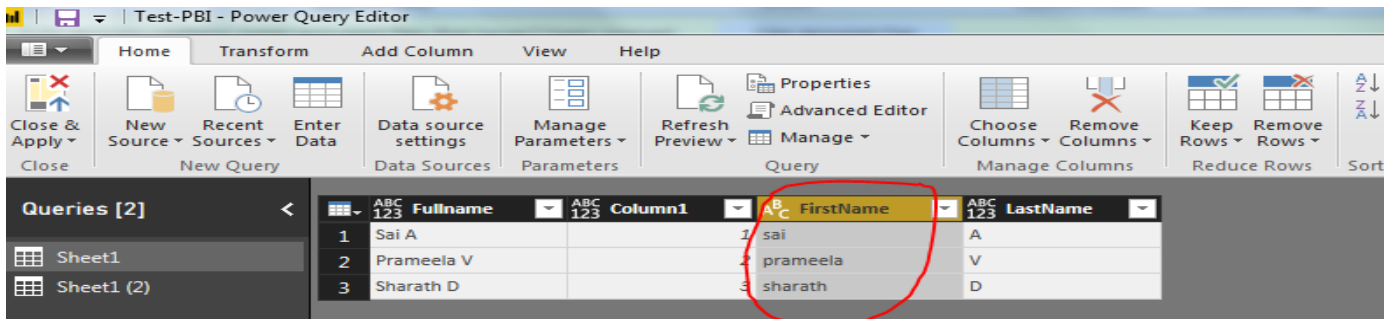 Test-PBI - Power Query Editor
Home Transform Add Column View Help
Close & Apply
New Source
Recent Sources
Enter Data
Data source settings
Manage Parameters
Refresh Preview
Properties
Advanced Editor
Manage
Choose Columns
Remove Columns
Keep Rows
Remove Rows
A Z
Z A
Close New Query Data Sources Parameters Query Manage Columns Reduce Rows Sort
Queries [2]
Sheet1
Sheet1 (2)
ABC 123 Fullname ABC 123 Column1 ABC FirstName ABC 123 LastName
1 Sai A 1 sai A
2 Prameela V 2 prameela V
3 Sharath D 3 sharath D